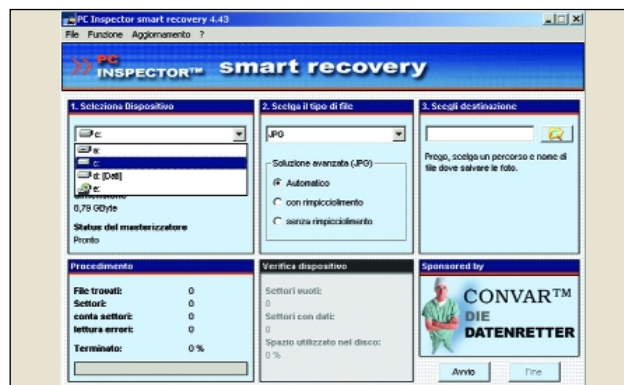 PC Inspector smart recovery 4.43
File Funzione Aggiornamento ?
PC INSPECTOR™ smart recovery
1. Seleziona Dispositivo
c:
a:
c:
d: [Dati]
e:
Dimensione
8,79 GByte
Status del masterizzatore
Pronto
2. Scelga il tipo di file
JPG
Soluzione avanzata (JPG)
Automatico
con rimpicciolimento
senza rimpicciolimento
3. Scegli destinazione
Prego, scelga un percorso e nome di
file dove salvare le foto.
Procedimento
File trovati: 0
Settori: 0
conta settori: 0
lettura errori: 0
Terminato: 0 %
Verifica dispositivo
Settori vuoti:
0
Settori con dati:
0
Spazio utilizzato nel disco:
0 %
Sponsored by
CONVAR™
DIE
DATENRETTER
Avvio Fine